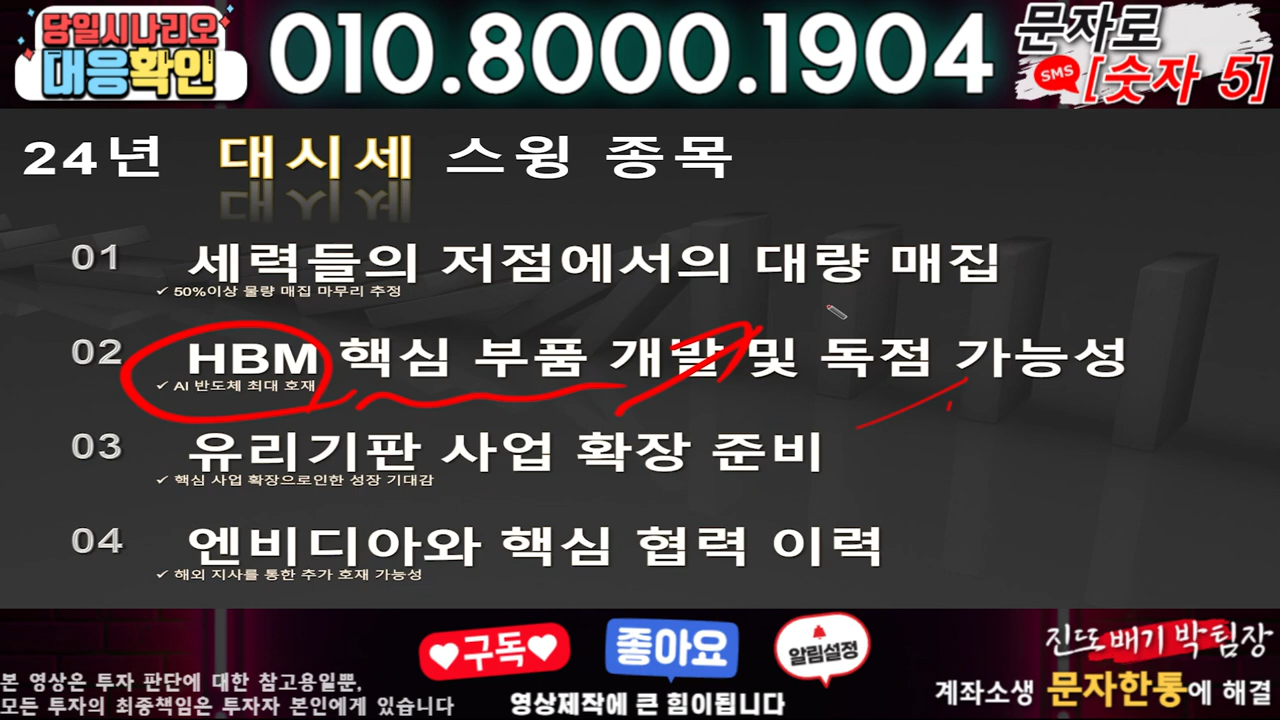 당일시나리오
대응확인
010.8000.1904
문자로
SMS [숫자 5]
24년 대시세 스윙 종목
01 세력들의 저점에서의 대량 매집
✓ 50%이상 물량 매집 마무리 추정
02 HBM 핵심 부품 개발 및 독점 가능성
✓ AI 반도체 최대 호재
03 유리기판 사업 확장 준비
✓ 핵심 사업 확장으로인한 성장 기대감
04 엔비디아와 핵심 협력 이력
✓ 해외 지사를 통한 추가 호재 가능성
구독
좋아요
알림설정
진또배기 박팀장
본 영상은 투자 판단에 대한 참고용일뿐,
모든 투자의 최종책임은 투자자 본인에게 있습니다
영상제작에 큰 힘이됩니다
계좌소생 문자한통에 해결